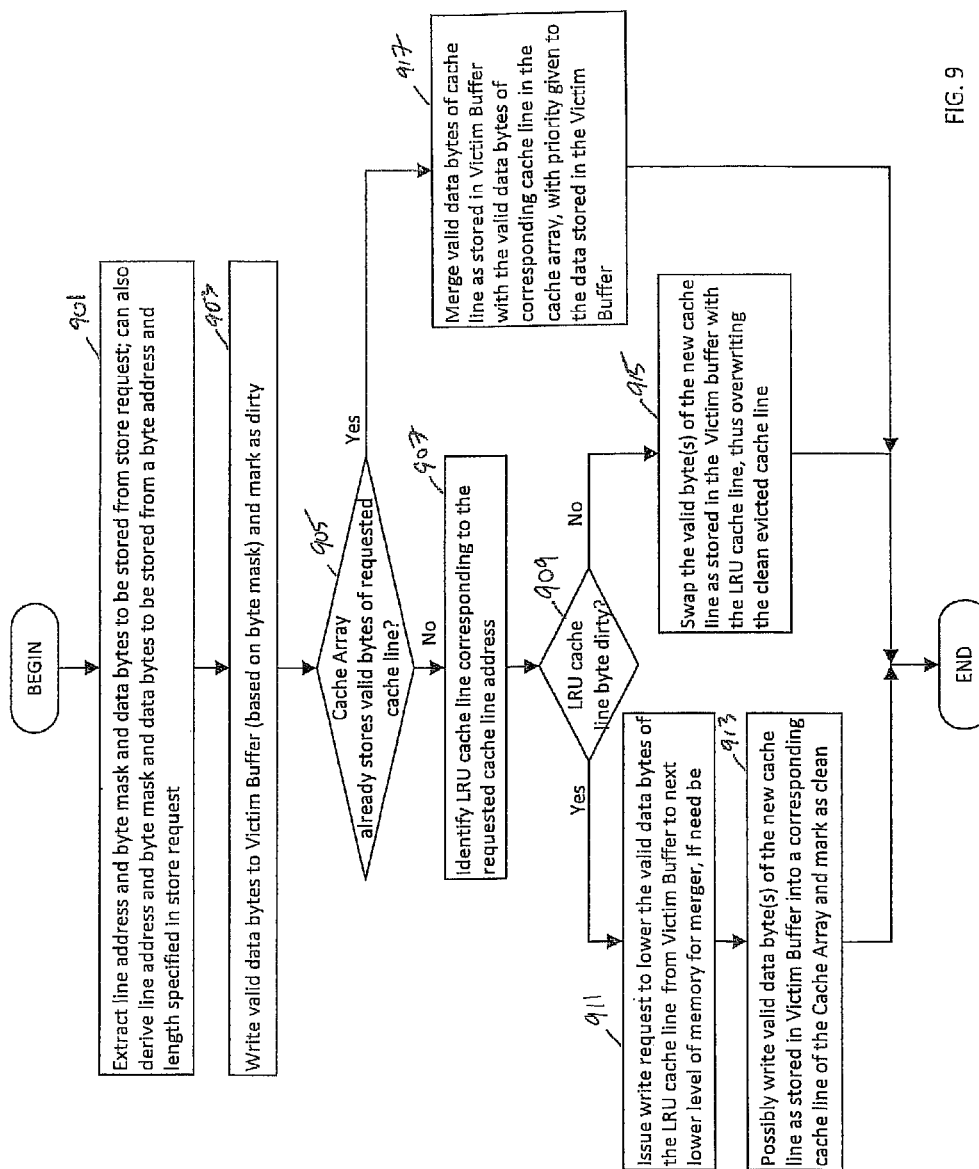 BEGIN
901
Extract line address and byte mask and data bytes to be stored from store request; can also
derive line address and byte mask and data bytes to be stored from a byte address and
length specified in store request
903
Write valid data bytes to Victim Buffer (based on byte mask) and mark as dirty
905
Cache Array
already stores valid bytes of requested
cache line?
Yes
No
917
Merge valid data bytes of cache
line as stored in Victim Buffer
with the valid data bytes of
corresponding cache line in the
cache array, with priority given to
the data stored in the Victim
Buffer
907
Identify LRU cache line corresponding to the
requested cache line address
909
LRU cache
line byte dirty?
Yes
No
911
Issue write request to lower the valid data bytes of
the LRU cache line from Victim Buffer to next
lower level of memory for merger, if need be
913
Possibly write valid data byte(s) of the new cache
line as stored in Victim Buffer into a corresponding
cache line of the Cache Array and mark as clean
915
Swap the valid byte(s) of the new cache
line as stored in the Victim buffer with
the LRU cache line, thus overwriting
the clean evicted cache line
END
FIG. 9